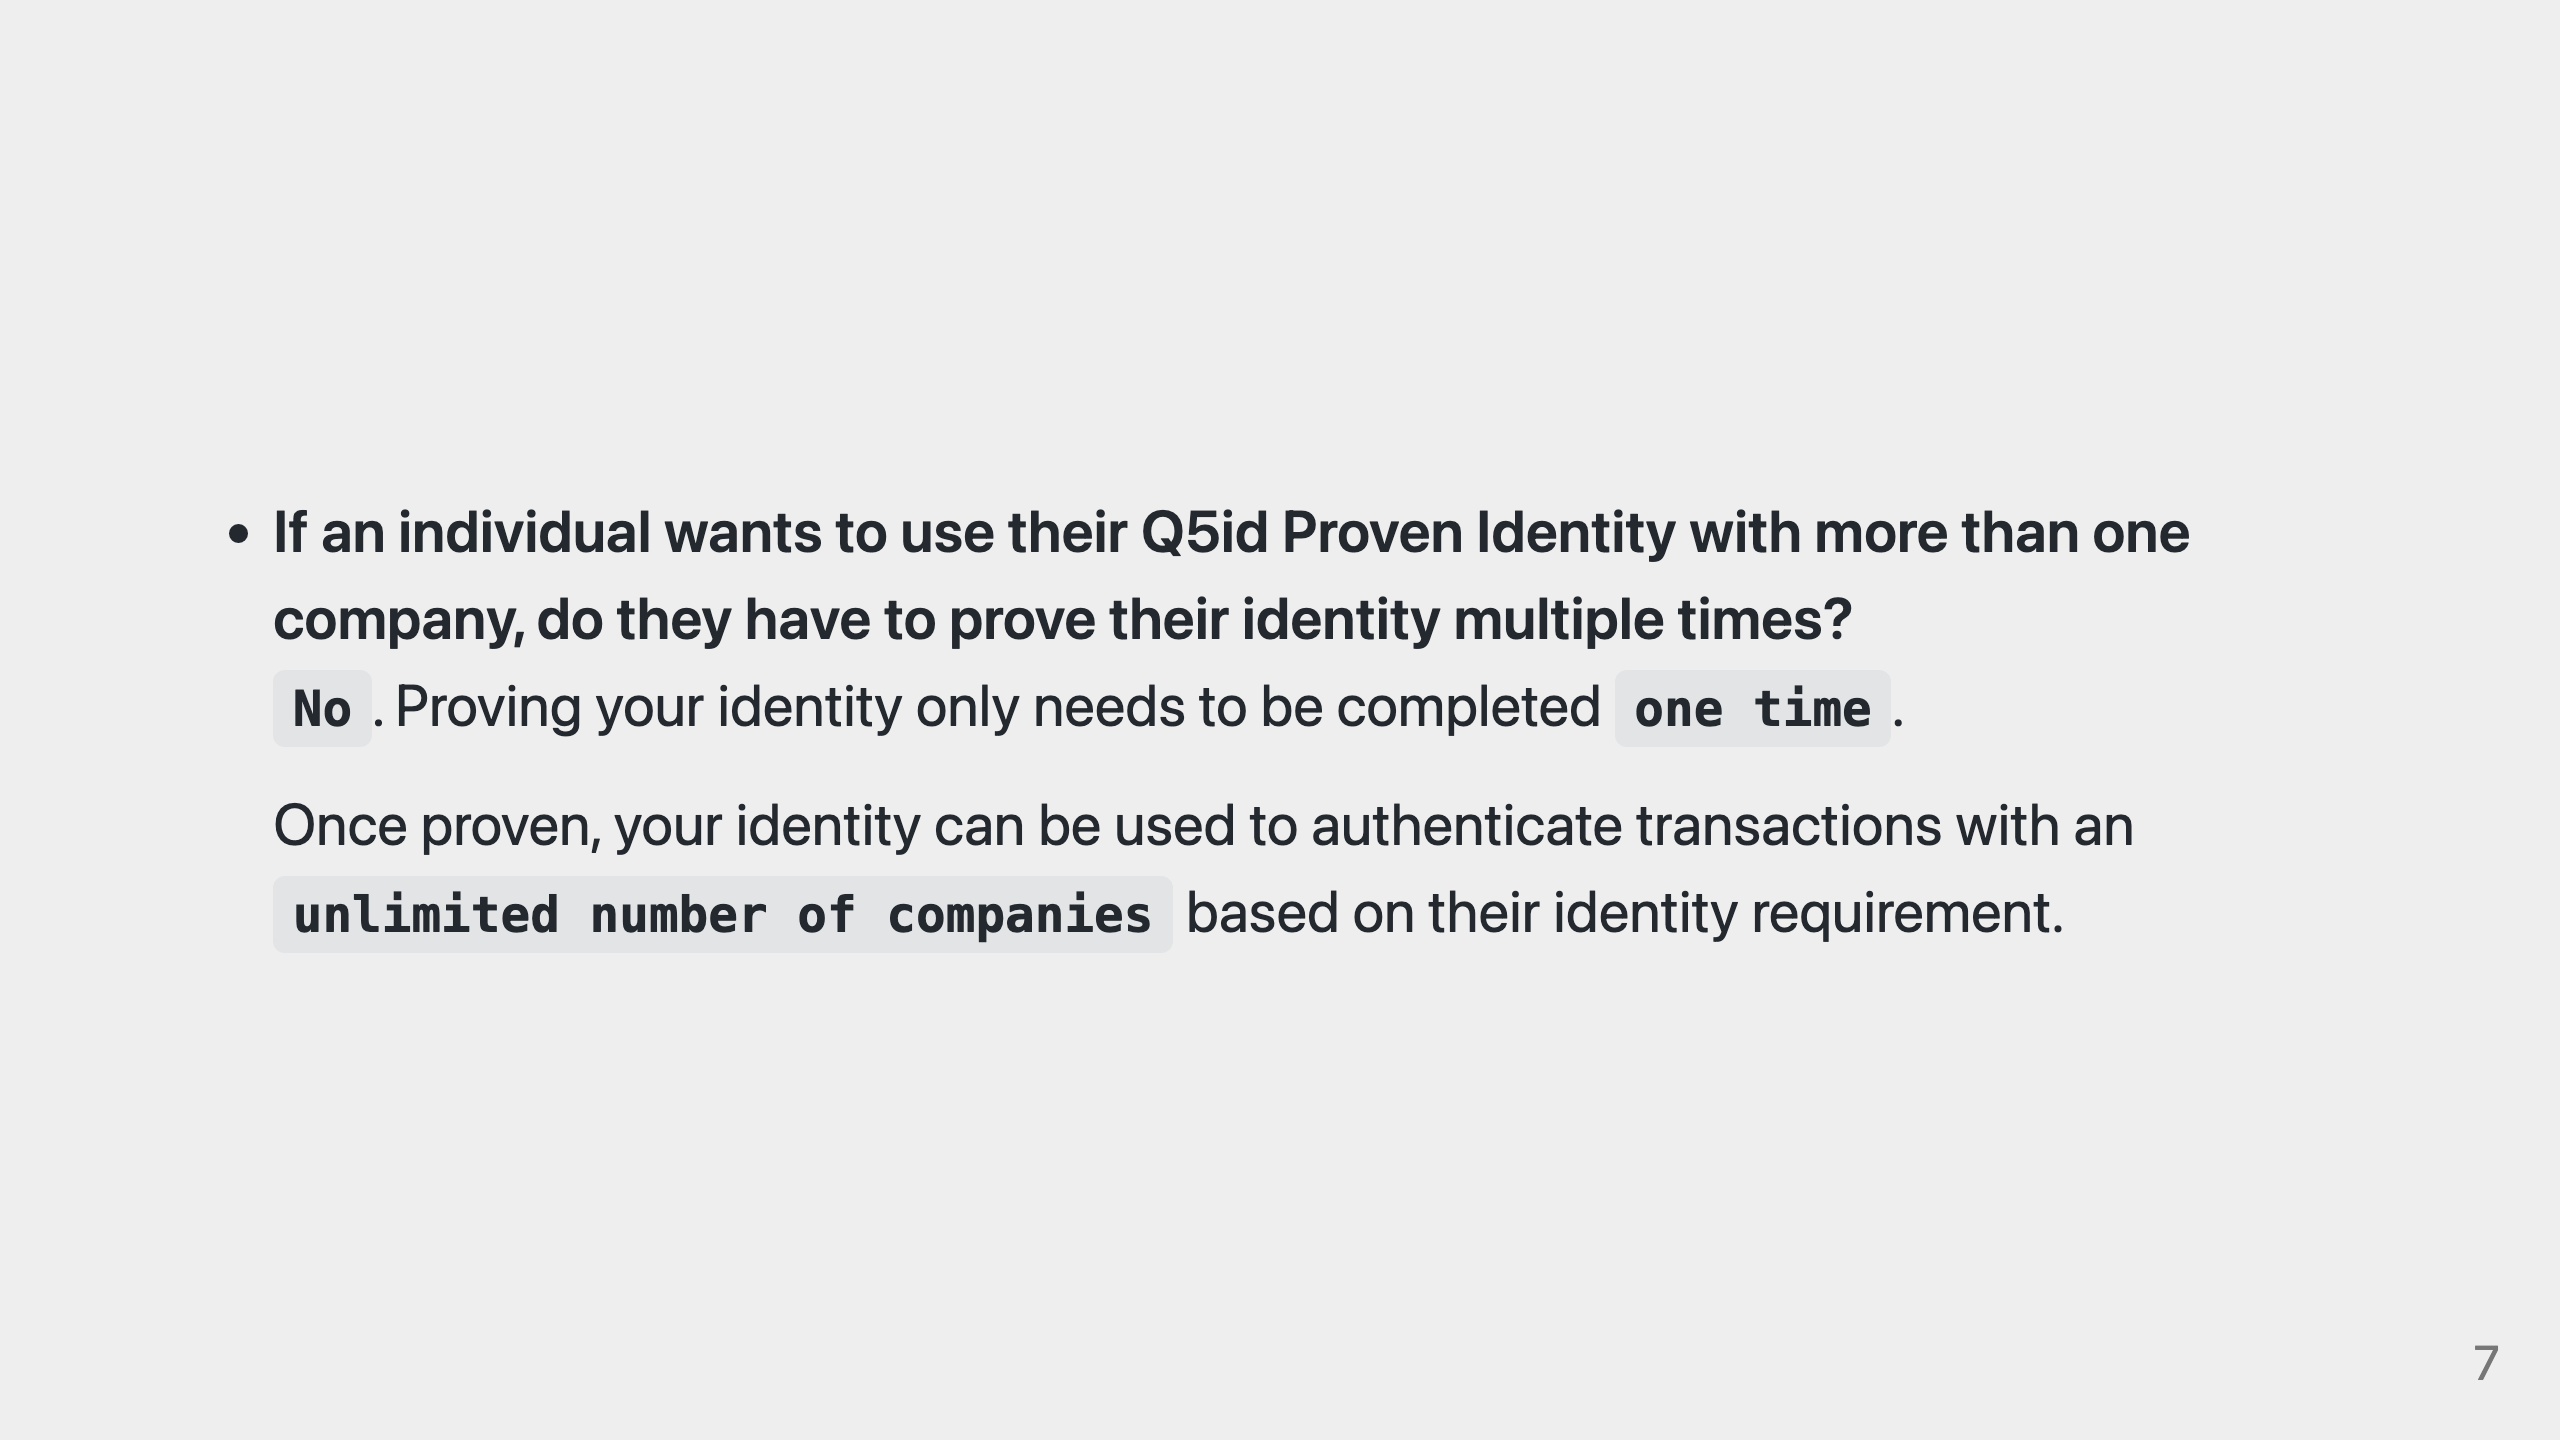 • If an individual wants to use their Q5id Proven Identity with more than one
company, do they have to prove their identity multiple times?
No. Proving your identity only needs to be completed one time.
Once proven, your identity can be used to authenticate transactions with an
unlimited number of companies based on their identity requirement.
7